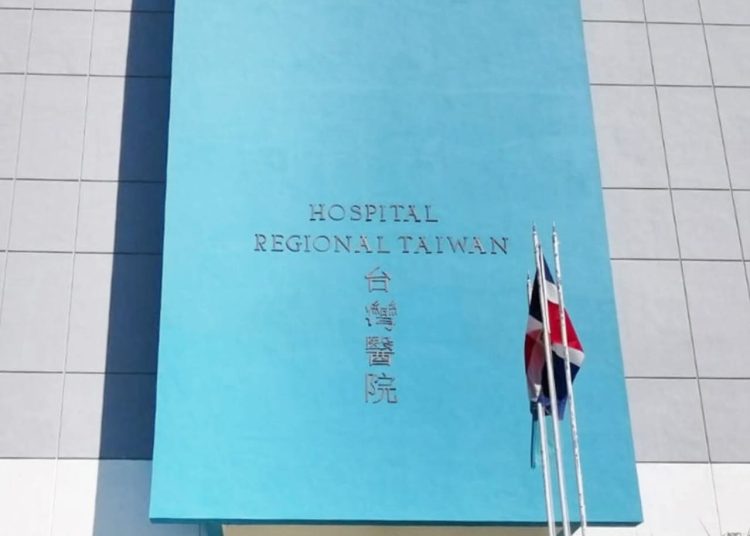 HOSPITAL
REGIONAL TAIWAN
台灣醫院